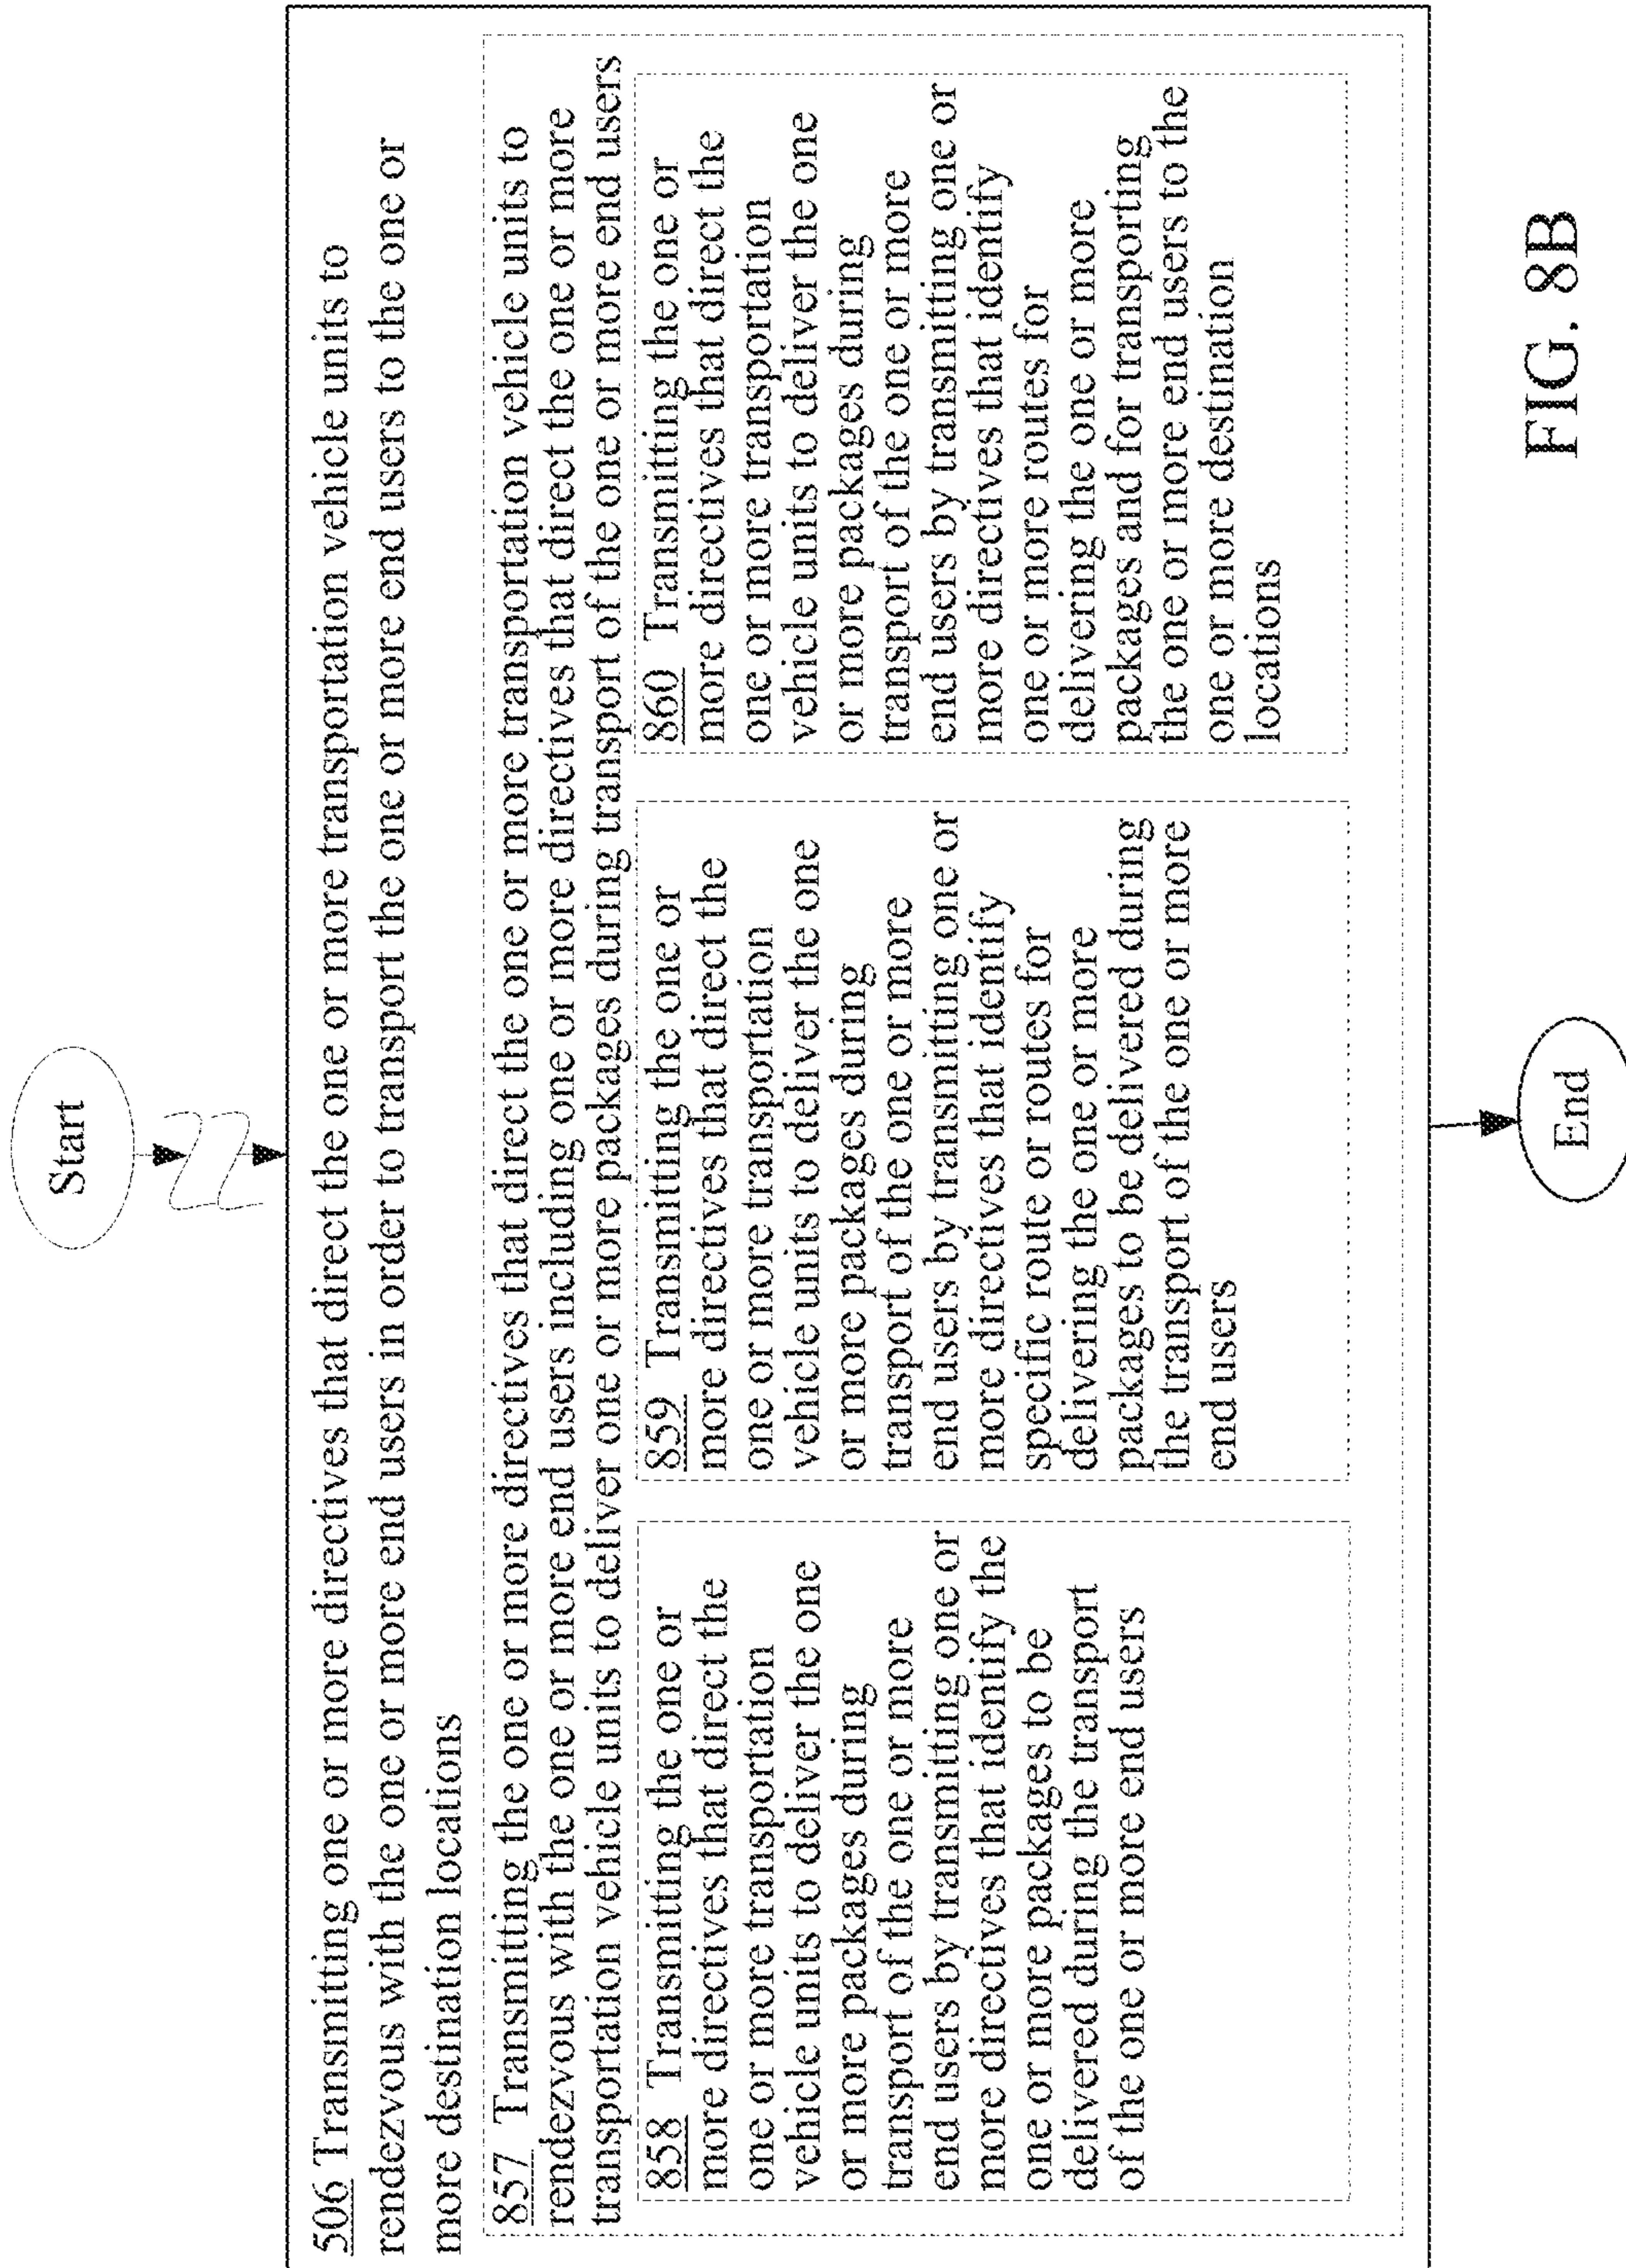 Start
506 Transmitting one or more directives that direct the one or more transportation vehicle units to
rendezvous with the one or more end users in order to transport the one or more end users to the one or
more destination locations
857 Transmitting the one or more directives that direct the one or more transportation vehicle units to
rendezvous with the one or more end users including one or more directives that direct the one or more
transportation vehicle units to deliver one or more packages during transport of the one or more end users
858 Transmitting the one or
more directives that direct the
one or more transportation
vehicle units to deliver the one
or more packages during
transport of the one or more
end users by transmitting one or
more directives that identify the
one or more packages to be
delivered during the transport
of the one or more end users
859 Transmitting the one or
more directives that direct the
one or more transportation
vehicle units to deliver the one
or more packages during
transport of the one or more
end users by transmitting one or
more directives that identify
specific route or routes for
delivering the one or more
packages to be delivered during
the transport of the one or more
end users
860 Transmitting the one or
more directives that direct the
one or more transportation
vehicle units to deliver the one
or more packages during
transport of the one or more
end users by transmitting one or
more directives that identify
one or more routes for
delivering the one or more
packages and for transporting
the one or more end users to the
one or more destination
locations
End
FIG. 8B